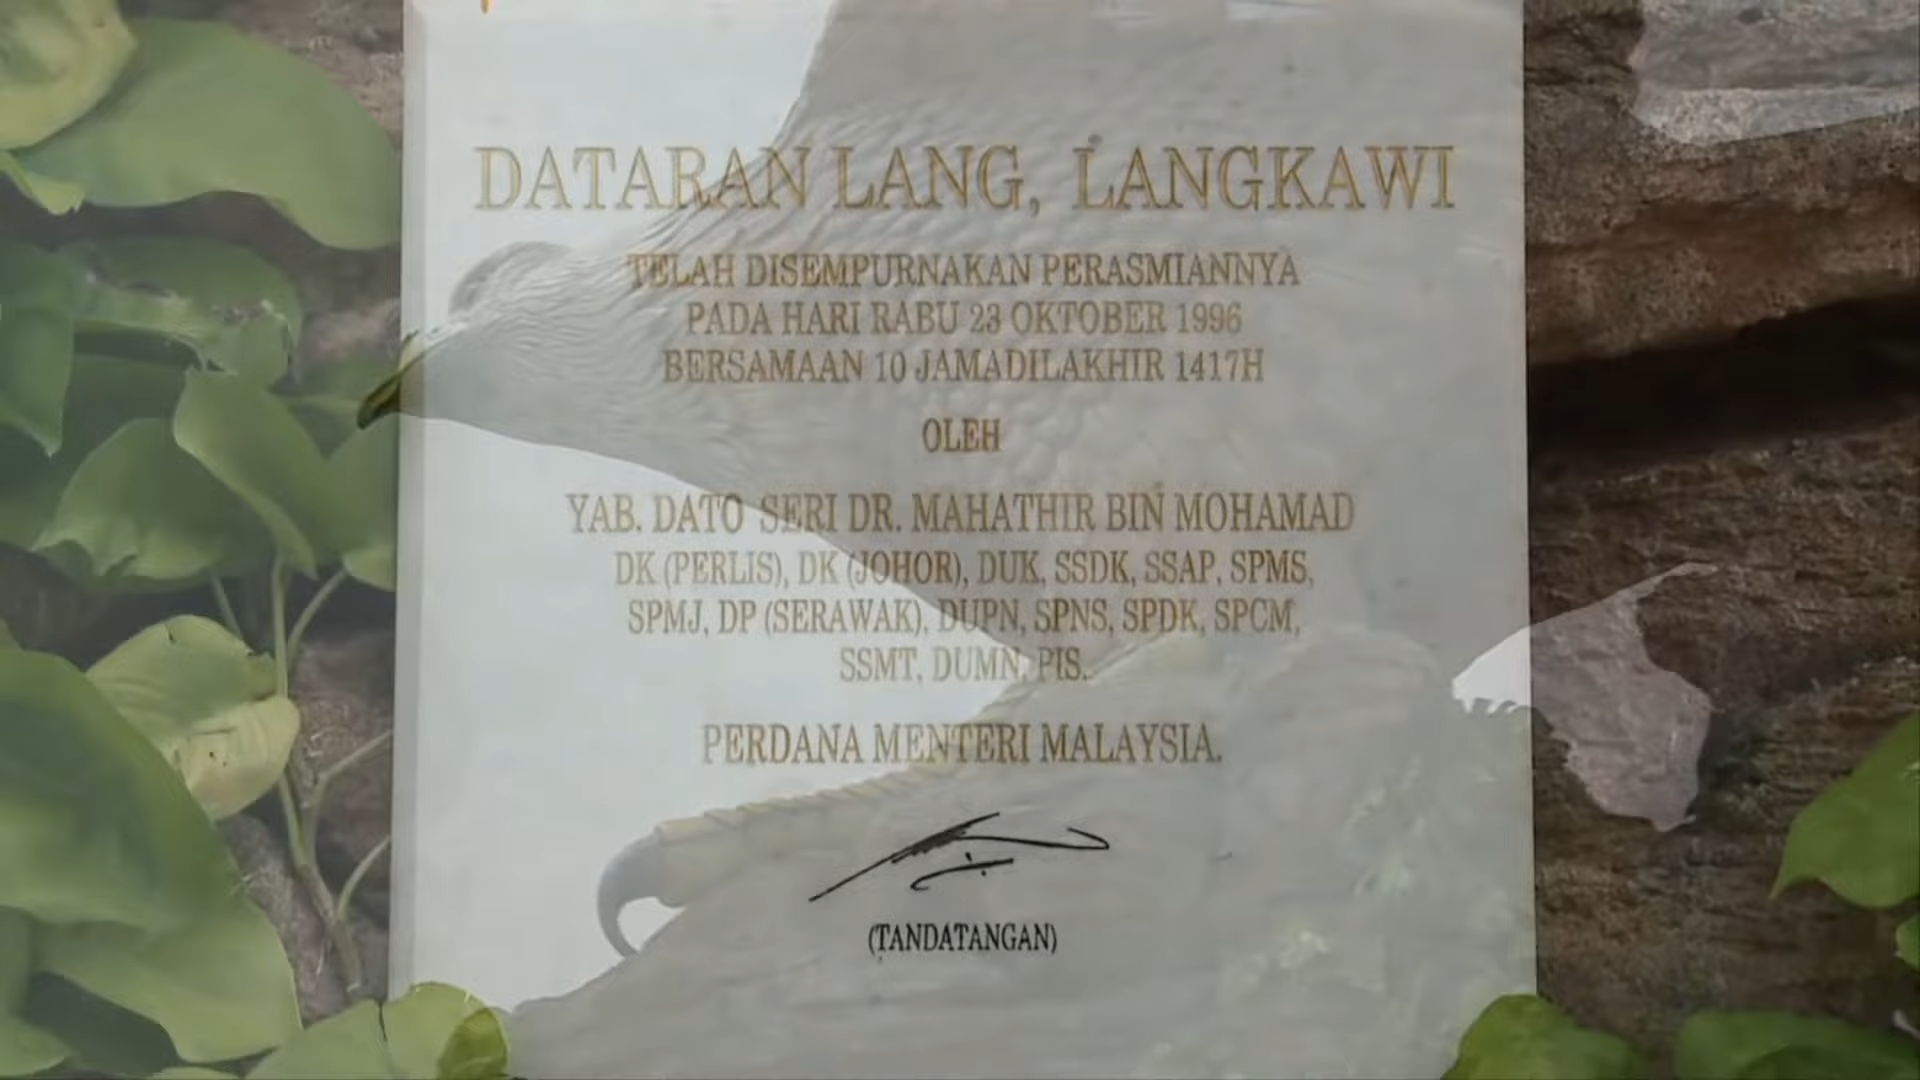 DATARAN LANG, LANGKAWI
TELAH DISEMPURNAKAN PERASMIANNYA
PADA HARI RABU 23 OKTOBER 1996
BERSAMAAN 10 JAMADILAKHIR 1417H
OLEH
YAB. DATO SERI DR. MAHATHIR BIN MOHAMAD
DK (PERLIS), DK (JOHOR), DUK, SSDK, SSAP, SPMS,
SPMJ, DP (SERAWAK), DUPN, SPNS, SPDK, SPCM,
SSMT, DUMN, PIS.
PERDANA MENTERI MALAYSIA.
(TANDATANGAN)